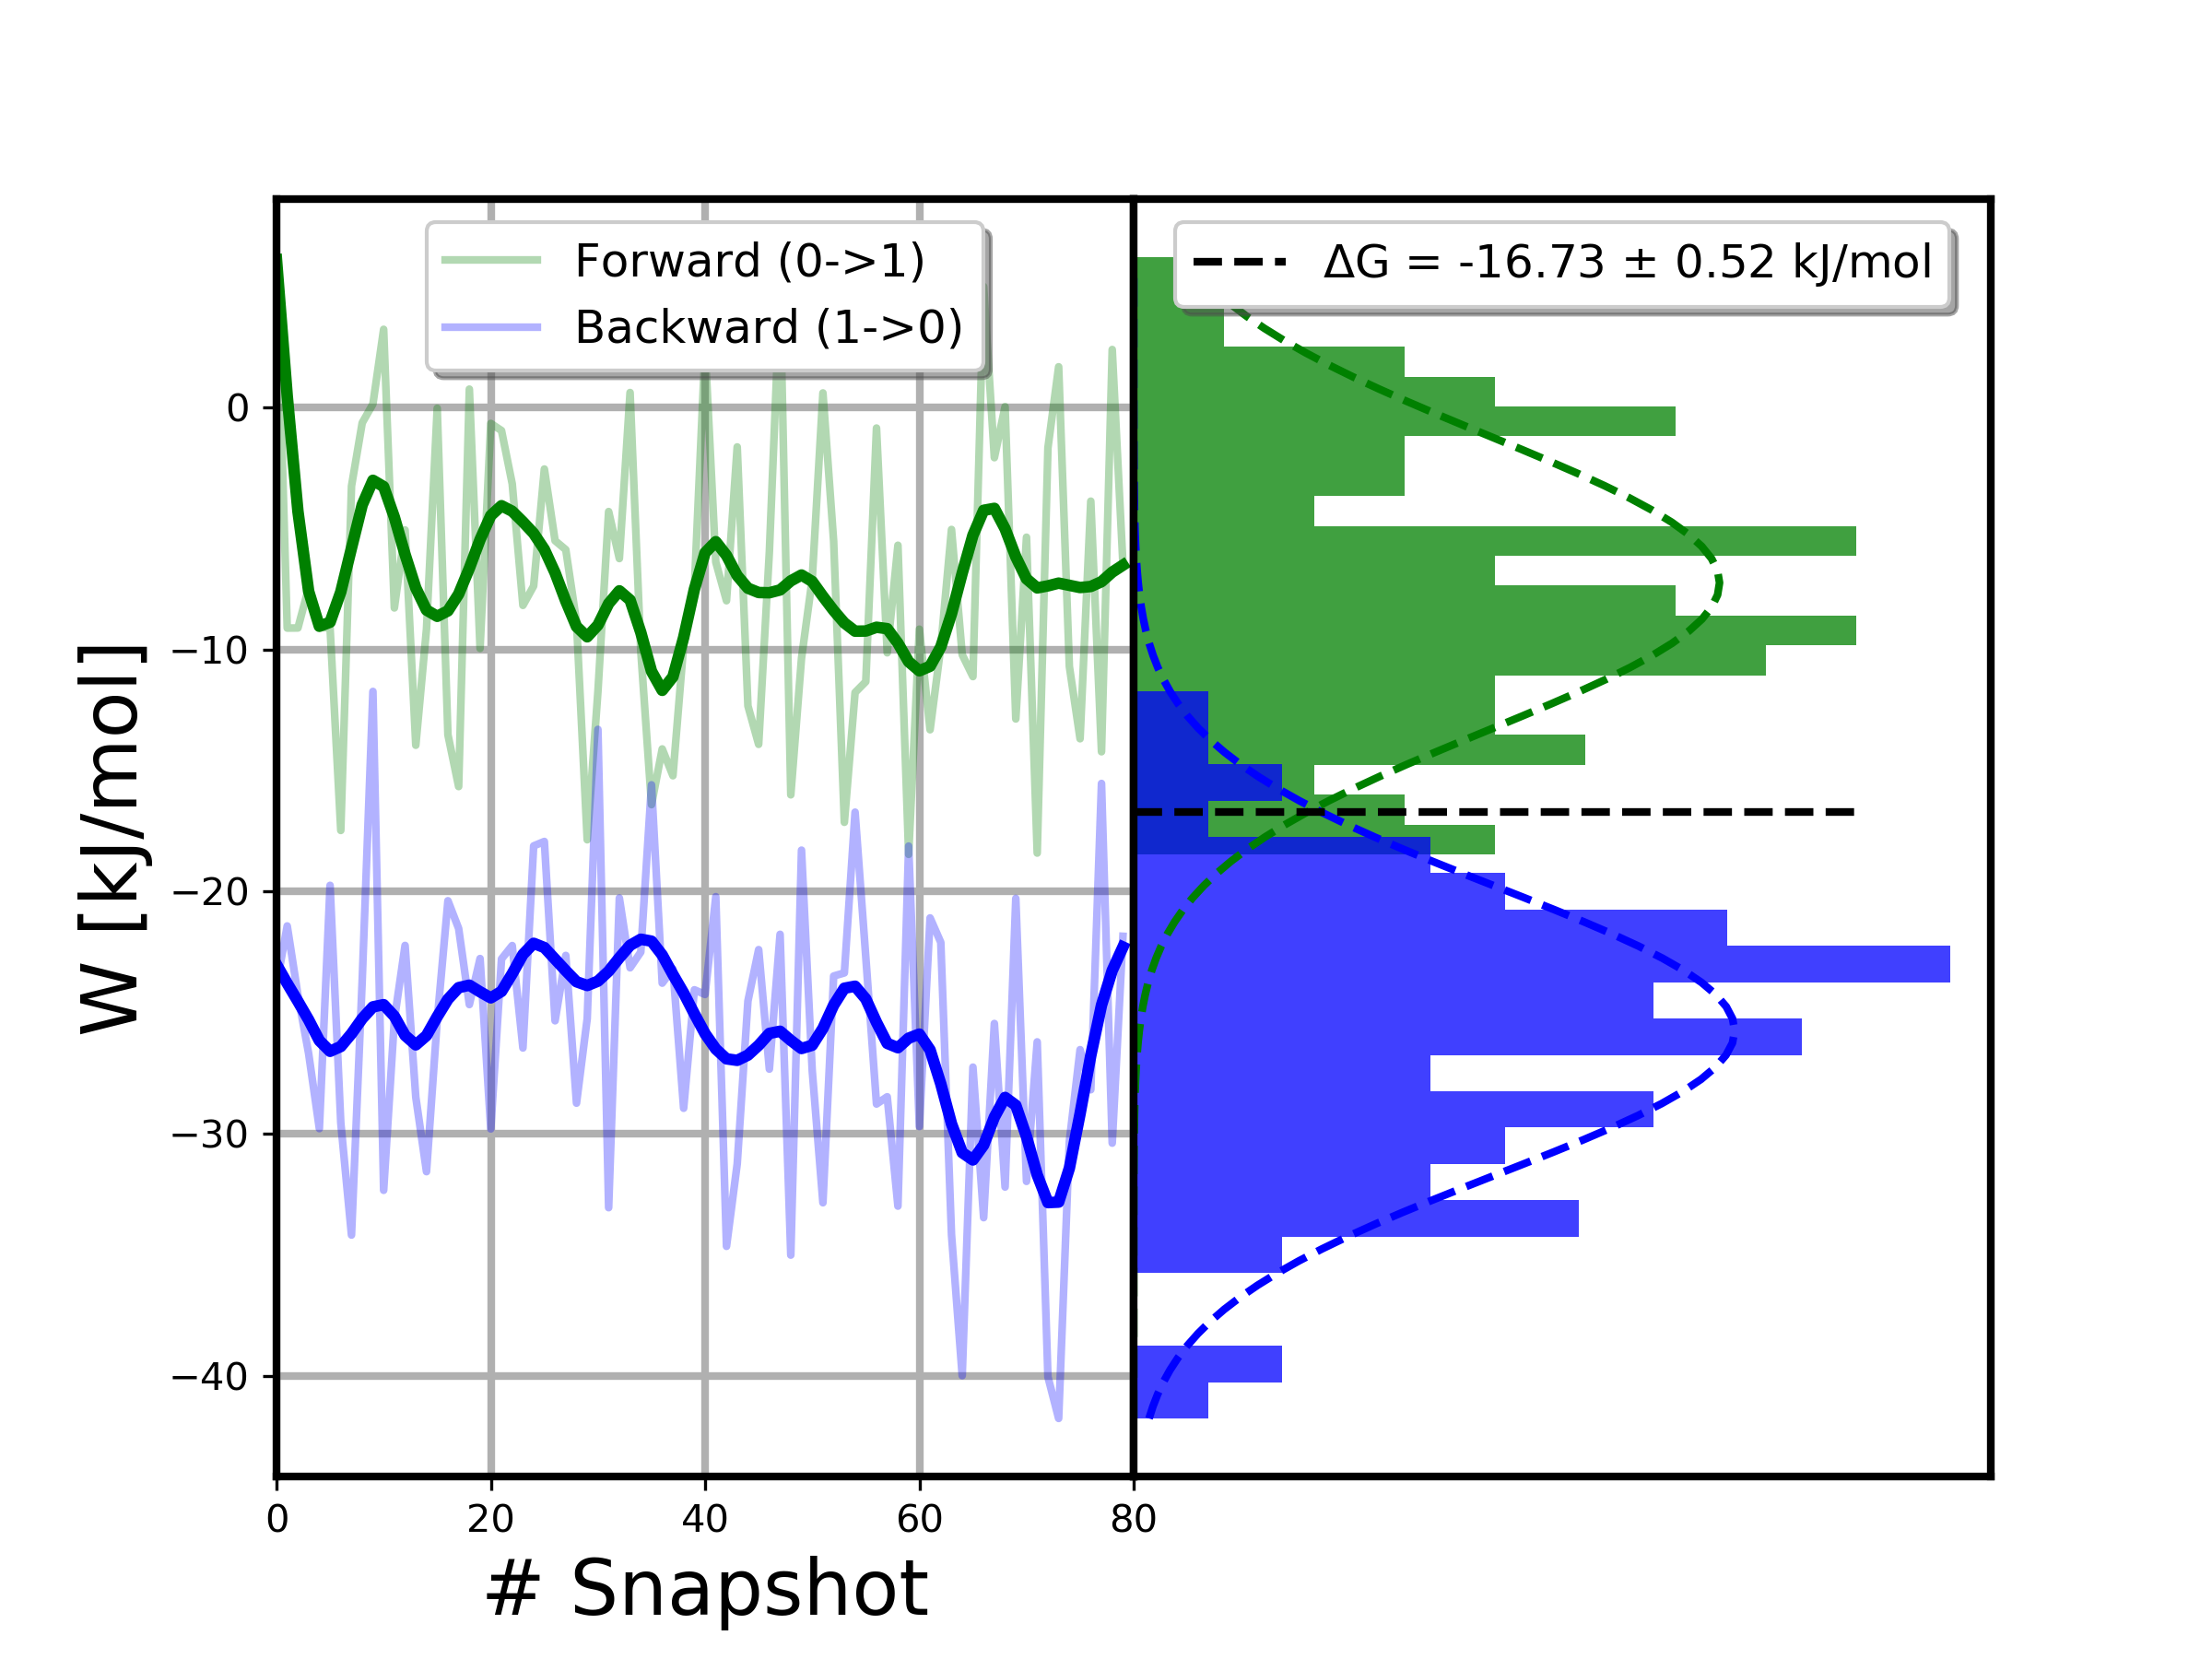 Forward (0->1)
Backward (1->0)
ΔG = -16.73 ± 0.52 kJ/mol
W [kJ/mol]
0
−10
−20
−30
−40
0 20 40 60 80
# Snapshot